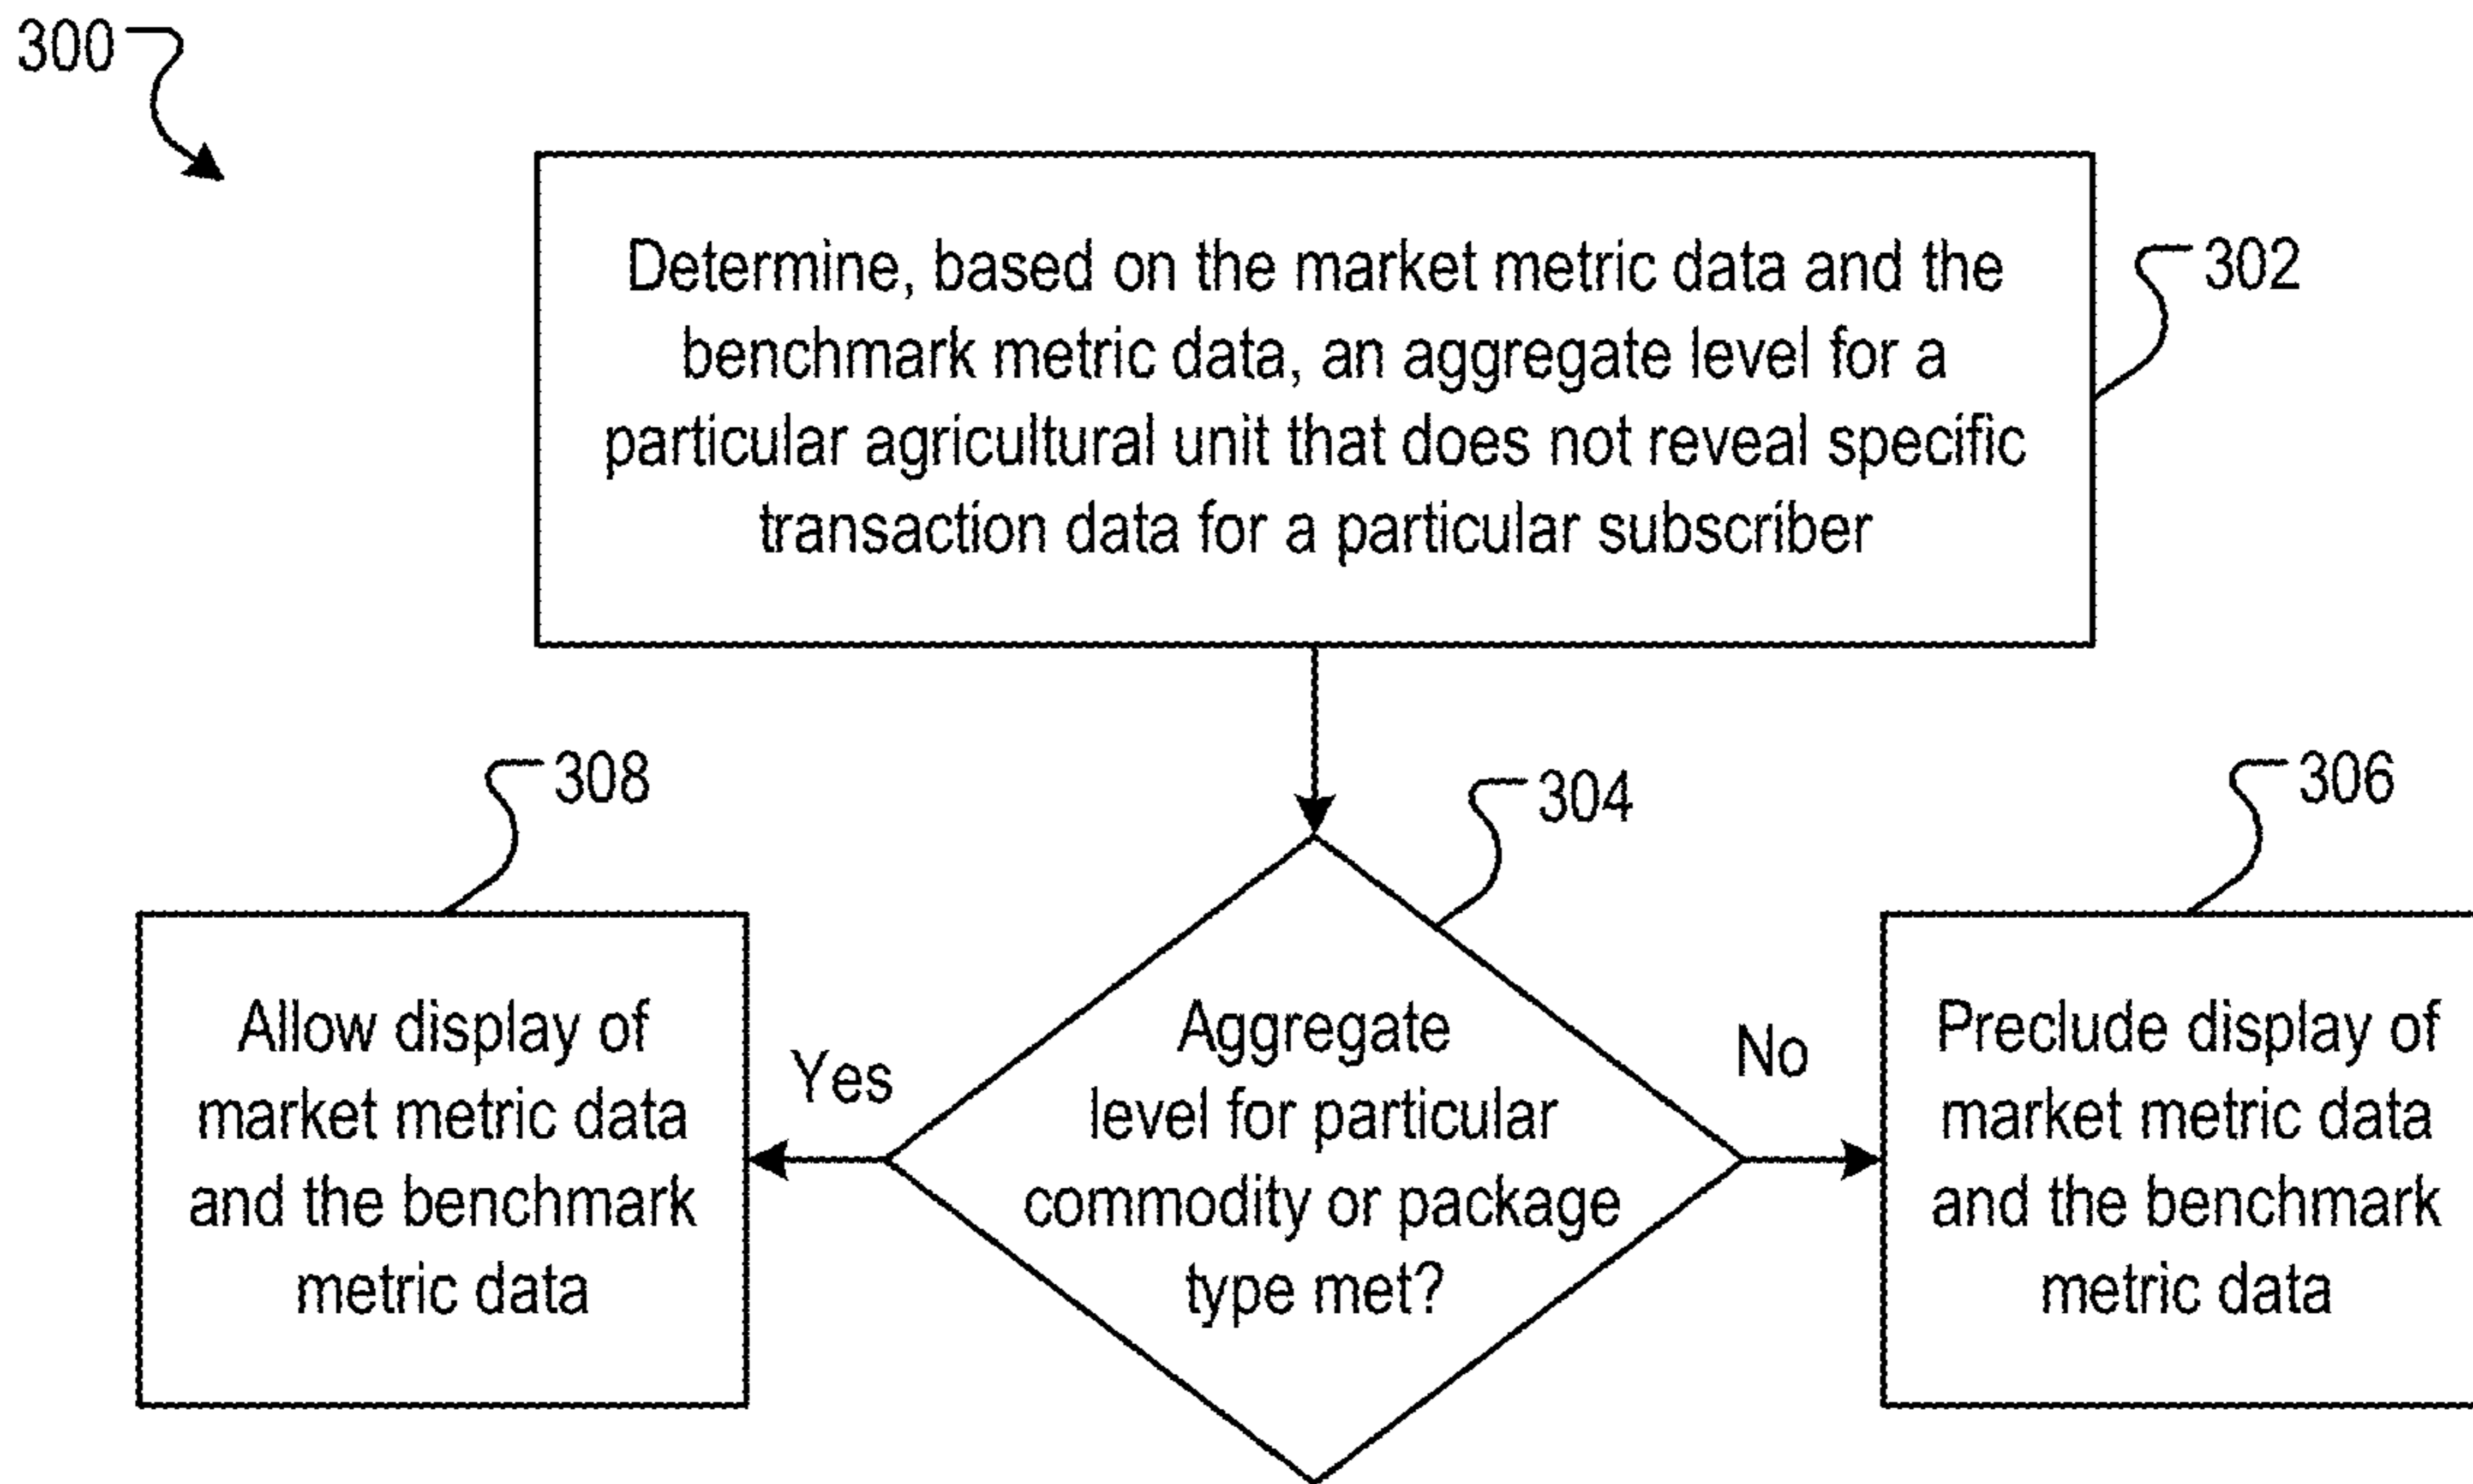 300
Determine, based on the market metric data and the
benchmark metric data, an aggregate level for a
particular agricultural unit that does not reveal specific
transaction data for a particular subscriber
302
308
304
306
Allow display of
market metric data
and the benchmark
metric data
Yes
Aggregate
level for particular
commodity or package
type met?
No
Preclude display of
market metric data
and the benchmark
metric data